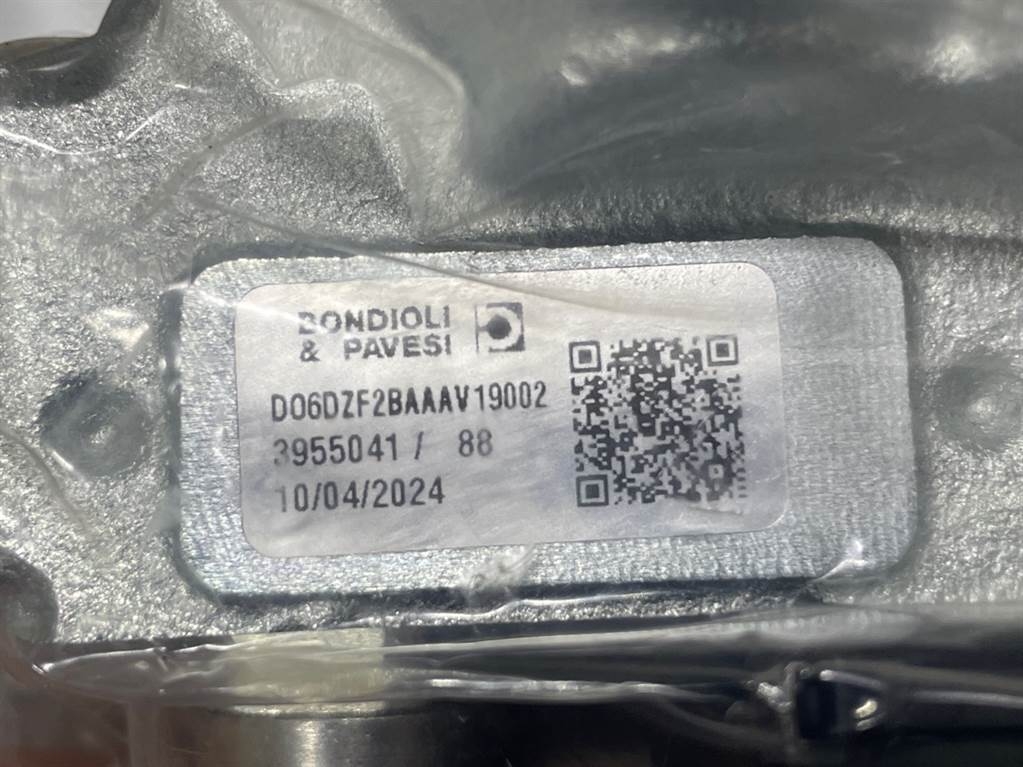 BONDIOLI
& PAVESI
D06DZF2BAAAV19002
3955041 / 88
10/04/2024